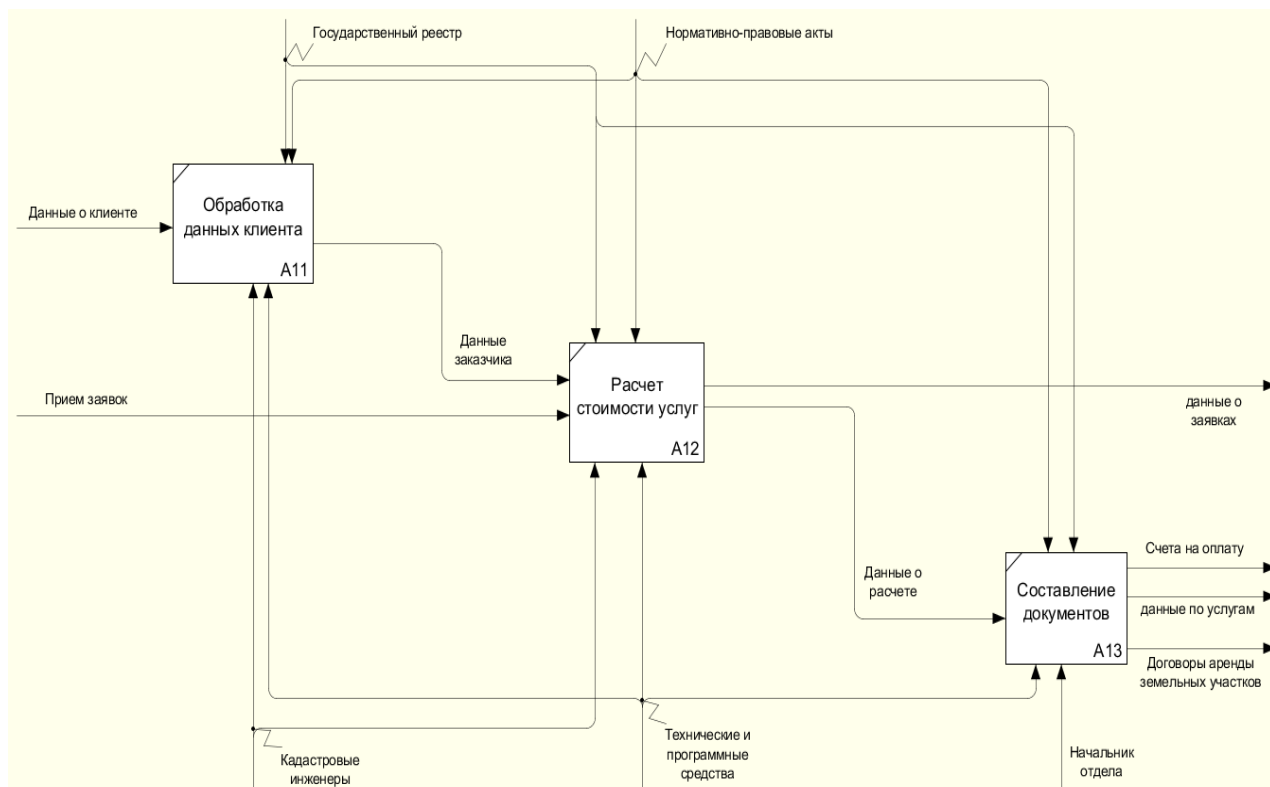 Государственный реестр
Нормативно-правовые акты
Данные о клиенте
Обработка
данных клиента
A11
Данные
заказчика
Прием заявок
Расчет
стоимости услуг
A12
данные о
заявках
Данные о
расчете
Составление
документов
A13
Счета на оплату
данные по услугам
Договоры аренды
земельных участков
Кадастровые
инженеры
Технические и
программные
средства
Начальник
отдела